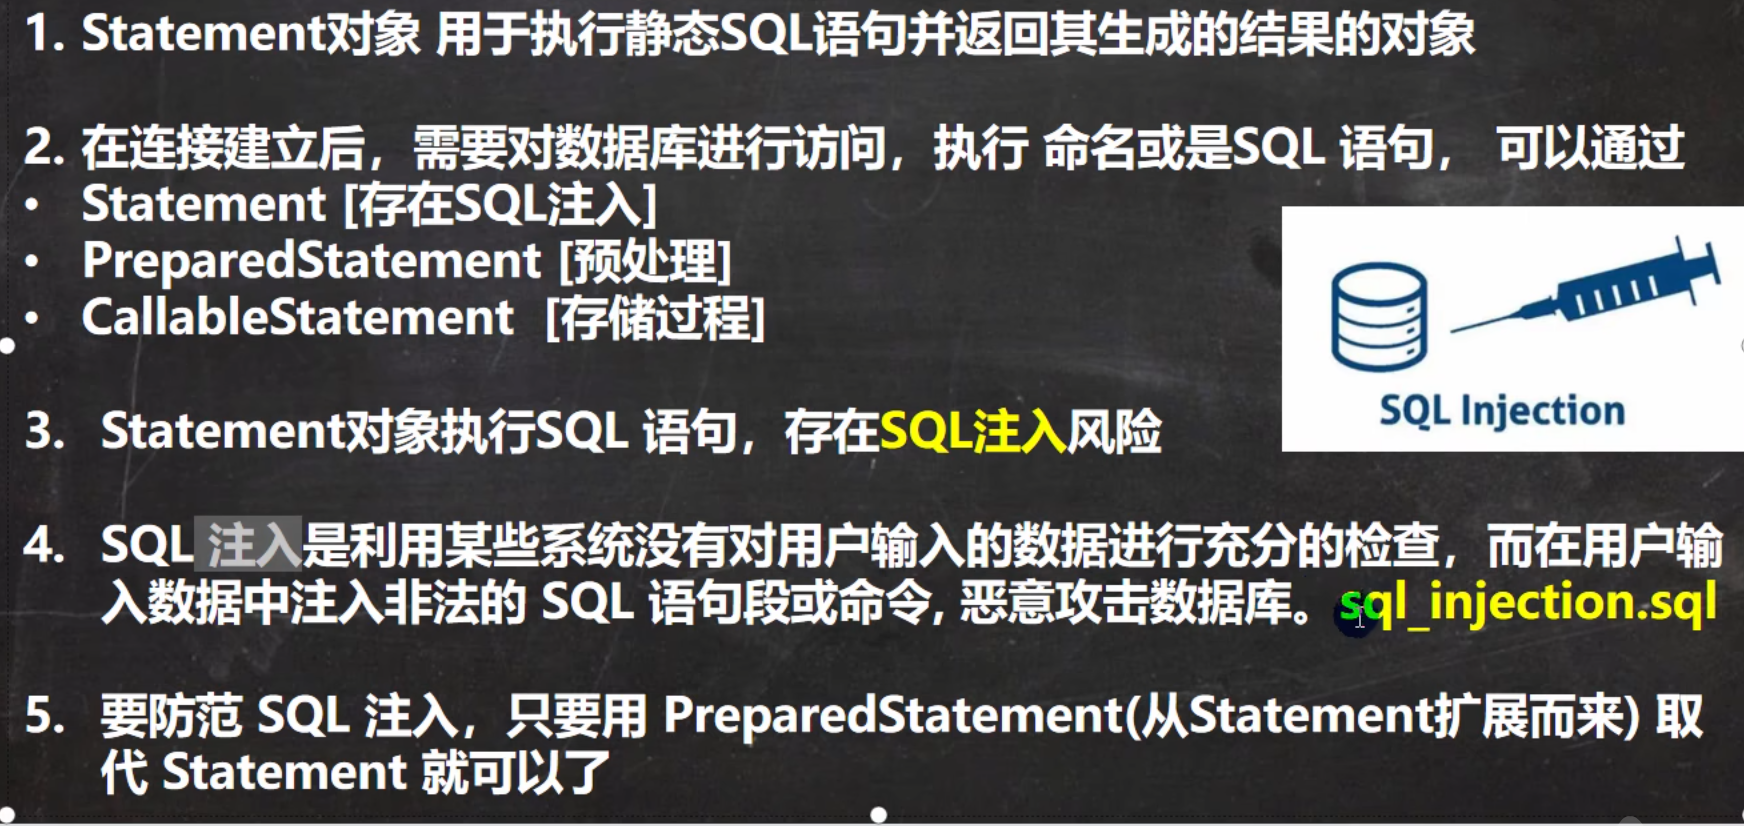 1. Statement对象 用于执行静态SQL语句并返回其生成的结果的对象
2. 在连接建立后，需要对数据库进行访问，执行 命名或是SQL 语句， 可以通过
• Statement [存在SQL注入]
• PreparedStatement [预处理]
• CallableStatement [存储过程]
SQL Injection
3. Statement对象执行SQL 语句，存在SQL注入风险
4. SQL 注入是利用某些系统没有对用户输入的数据进行充分的检查，而在用户输
入数据中注入非法的 SQL 语句段或命令, 恶意攻击数据库。sql_injection.sql
5. 要防范 SQL 注入，只要用 PreparedStatement(从Statement扩展而来) 取
代 Statement 就可以了